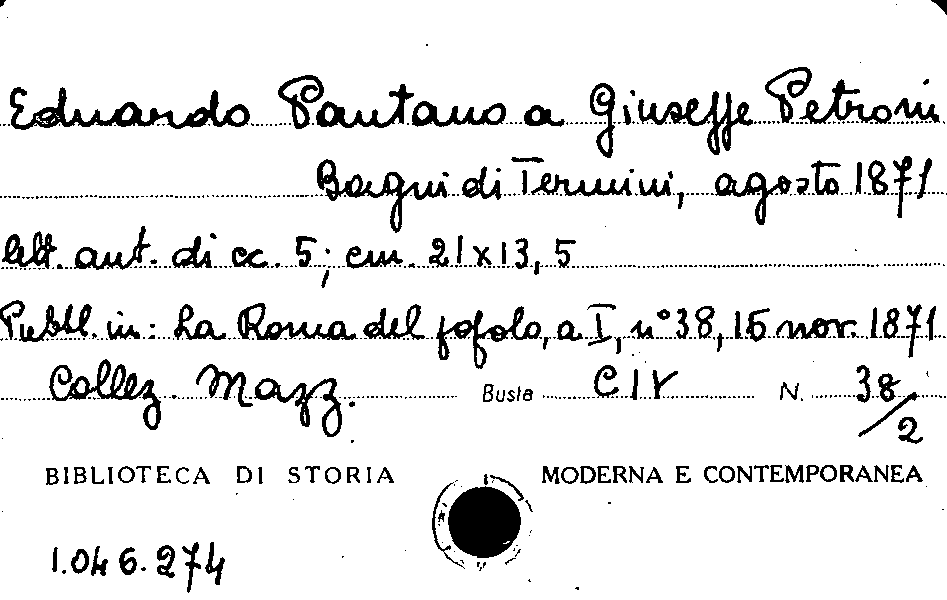 Eduardo Pantano a Giuseppe Petroni
Bagni di Termini, agosto 1871
lett. aut. di cc. 5; cm. 21x13,5
Pubbl. in: La Roma del popolo, a I, n° 38, 15 nov. 1871
Collez. Mazz. Busta CIV N. 38/2
BIBLIOTECA DI STORIA MODERNA E CONTEMPORANEA
1.046.274